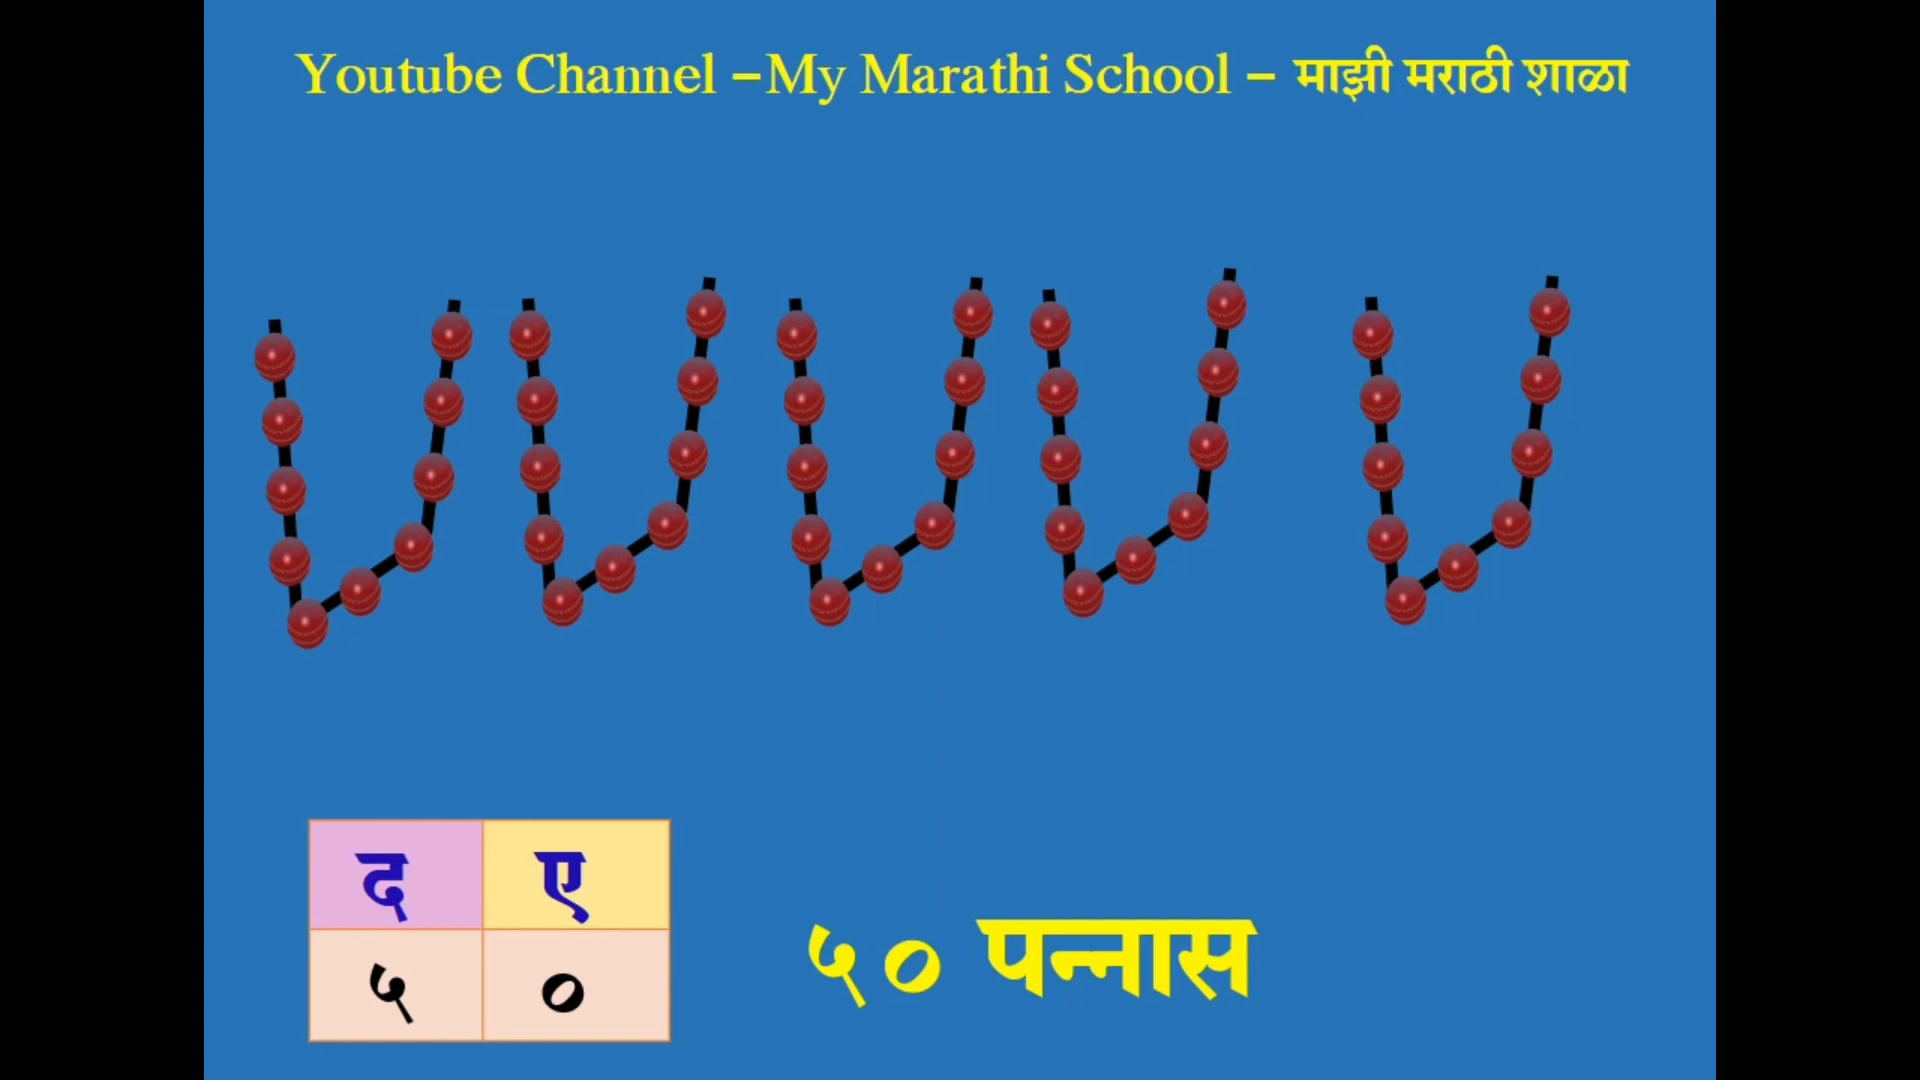 Youtube Channel –My Marathi School – माझी मराठी शाळा
द ए
५ ०
५० पन्नास